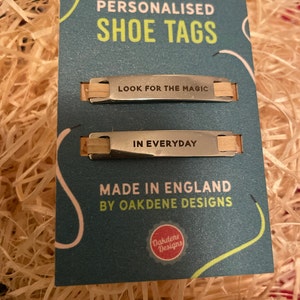 PERSONALISED
SHOE TAGS
LOOK FOR THE MAGIC
IN EVERYDAY
MADE IN ENGLAND
BY OAKDENE DESIGNS
Oakdene
Designs